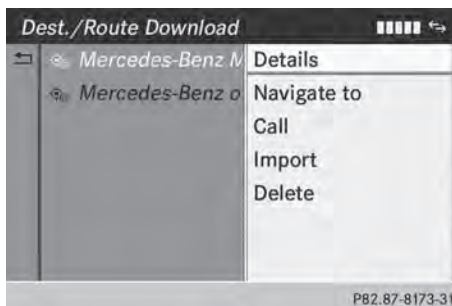 Dest./Route Download
Mercedes-Benz M
Mercedes-Benz o
Details
Navigate to
Call
Import
Delete
P82.87-8173-31